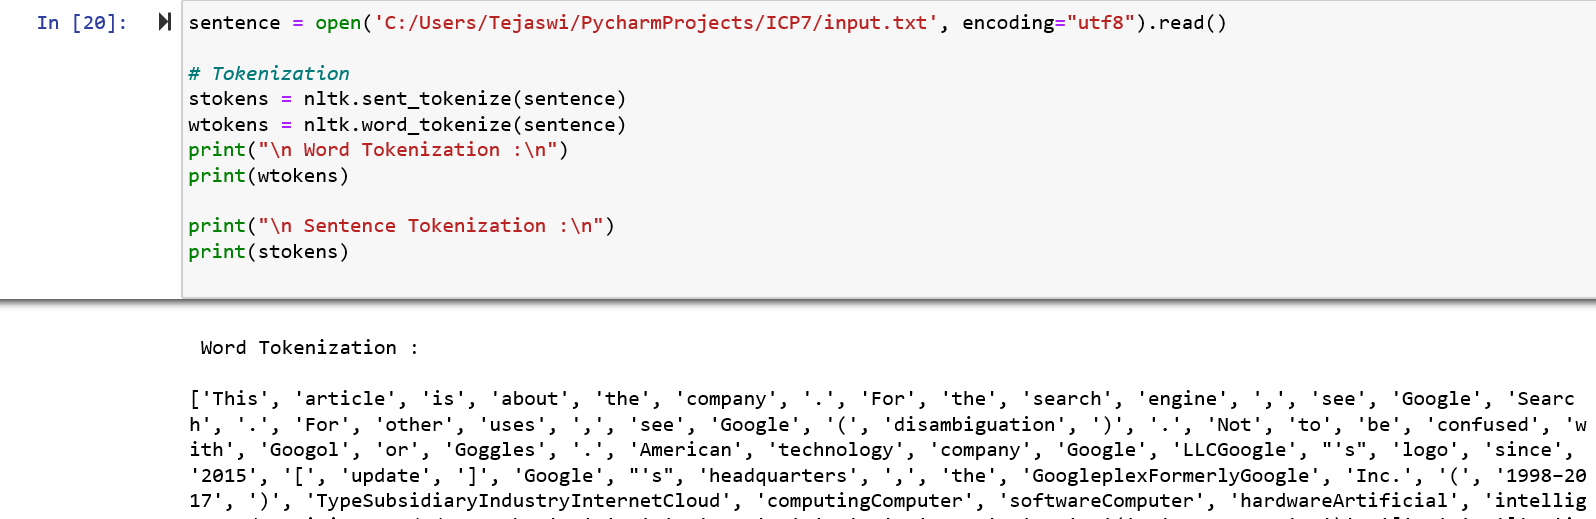 In [20]:
sentence = open('C:/Users/Tejaswi/PycharmProjects/ICP7/input.txt', encoding="utf8").read()
# Tokenization
stokens = nltk.sent_tokenize(sentence)
wtokens = nltk.word_tokenize(sentence)
print("\n Word Tokenization :\n")
print(wtokens)
print("\n Sentence Tokenization :\n")
print(stokens)
Word Tokenization :
['This', 'article', 'is', 'about', 'the', 'company', '.', 'For', 'the', 'search', 'engine', ',', 'see', 'Google', 'Searc
h', '.', 'For', 'other', 'uses', ',', 'see', 'Google', '(', 'disambiguation', ')', '.', 'Not', 'to', 'be', 'confused', 'w
ith', 'Googol', 'or', 'Goggles', '.', 'American', 'technology', 'company', 'Google', 'LLCGoogle', "'s", 'logo', 'since',
'2015', '[', 'update', ']', 'Google', "'s", 'headquarters', ',', 'the', 'GoogleplexFormerlyGoogle', 'Inc.', '(', '1998–20
17', ')', 'TypeSubsidiaryIndustryInternetCloud', 'computingComputer', 'softwareComputer', 'hardwareArtificial', 'intellig